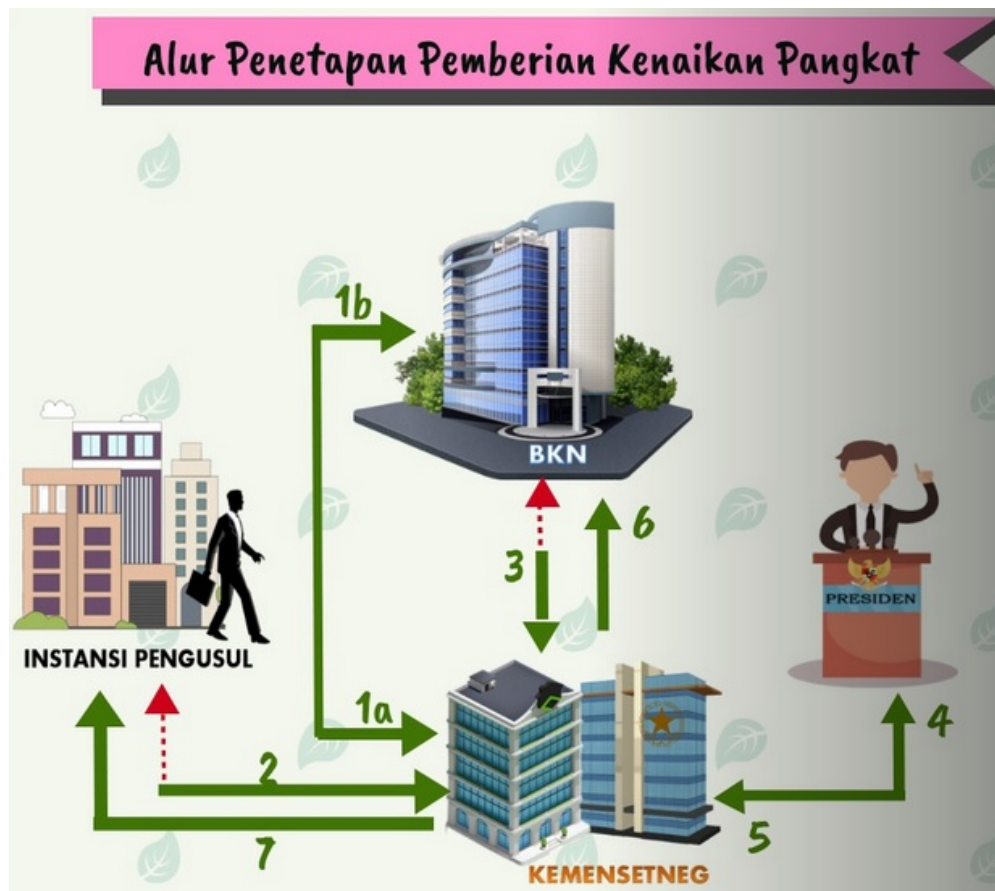 Alur Penetapan Pemberian Kenaikan Pangkat
1b
BKN
3
6
PRESIDEN
INSTANSI PENGUSUL
1a
2
4
7
5
KEMENSETNEG